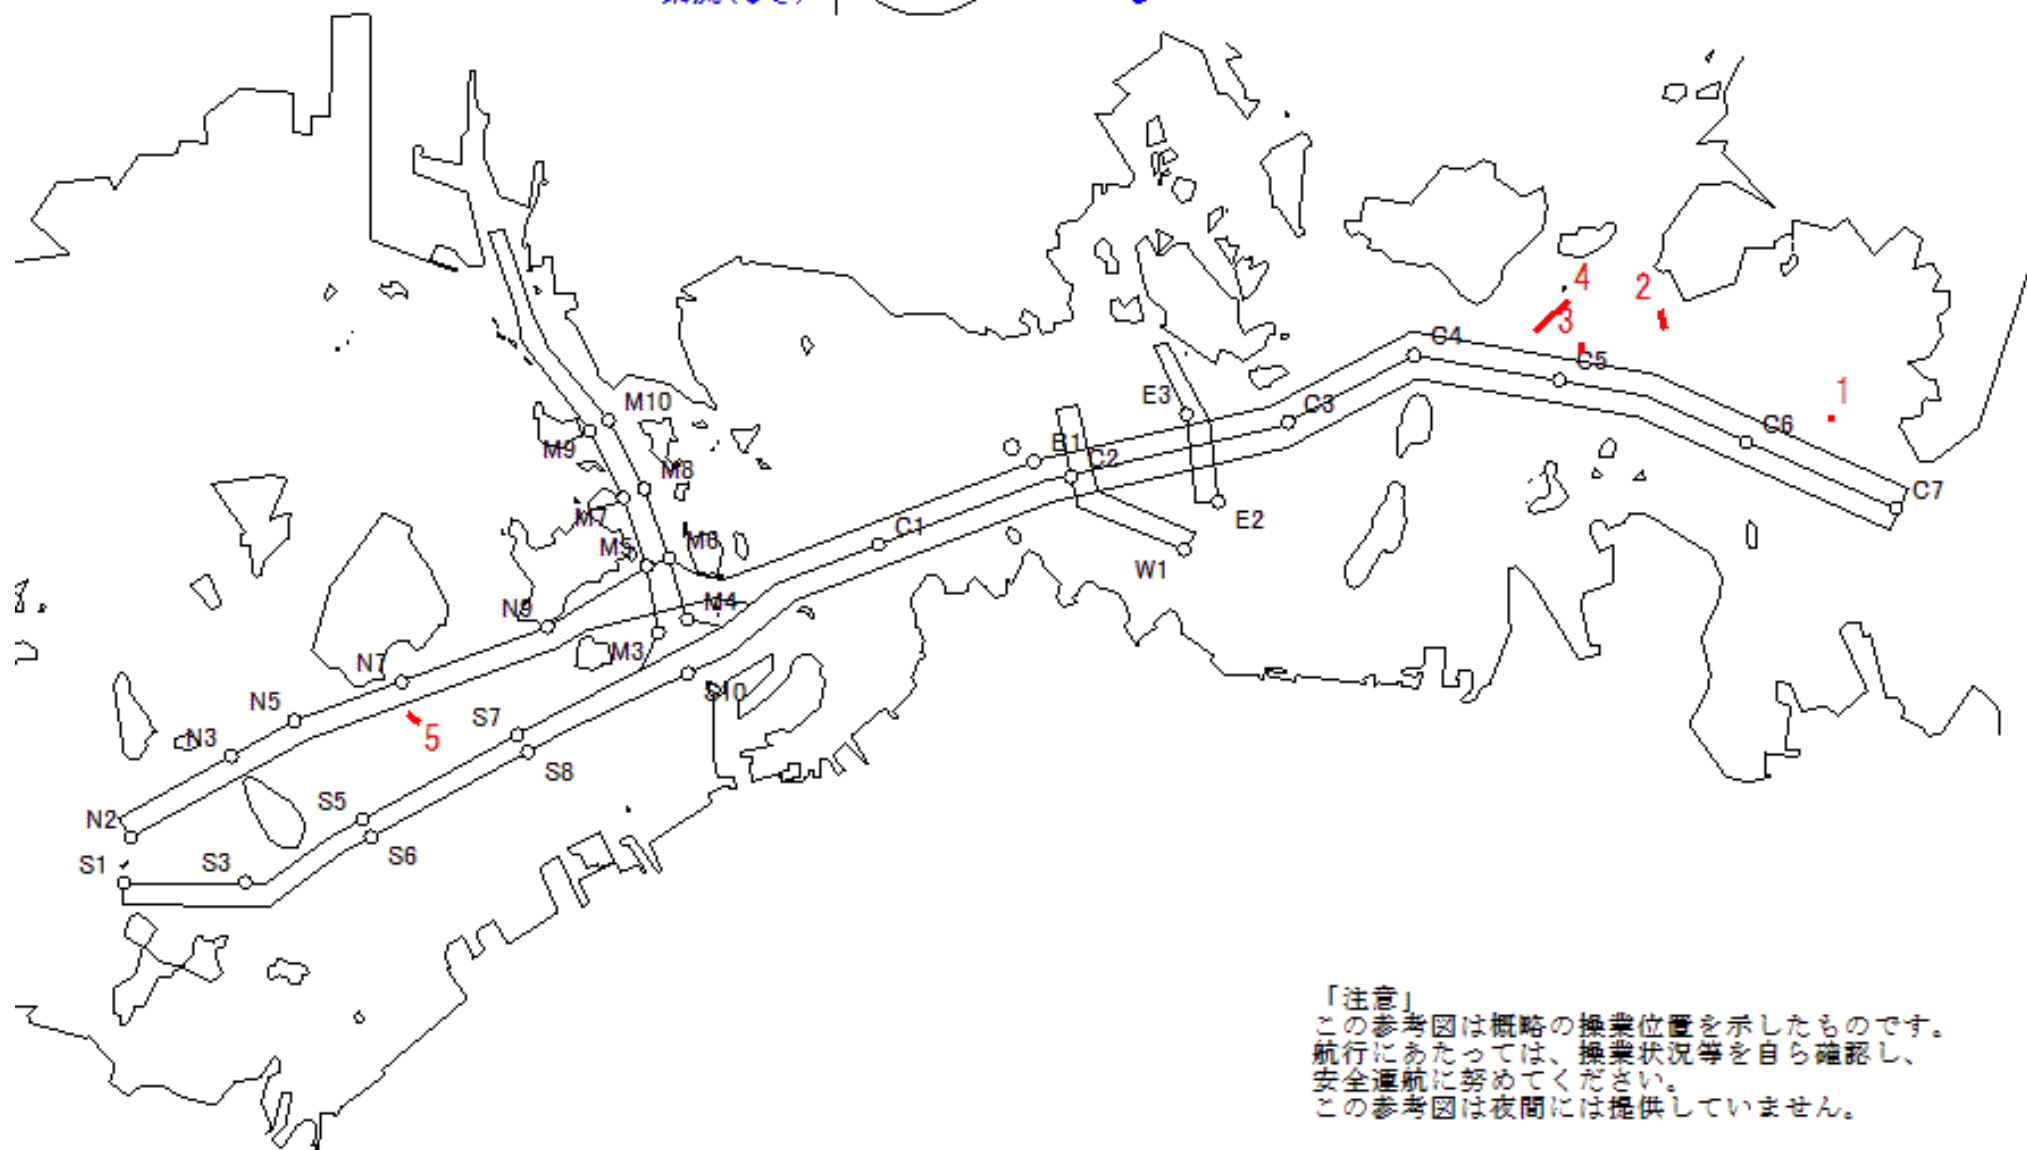 4
2
3
C4
C5
1
M10
E3
C3
C6
M9
B1
M8
C2
C7
M7
E2
C1
M5
M6
W1
N9
M4
M3
N7
S10
N5
S7
N3
5
S8
S5
N2
S6
S1
S3
「注意」
この参考図は概略の操業位置を示したものです。
航行にあたっては、操業状況等を自ら確認し、
安全運航に努めてください。
この参考図は夜間には提供していません。